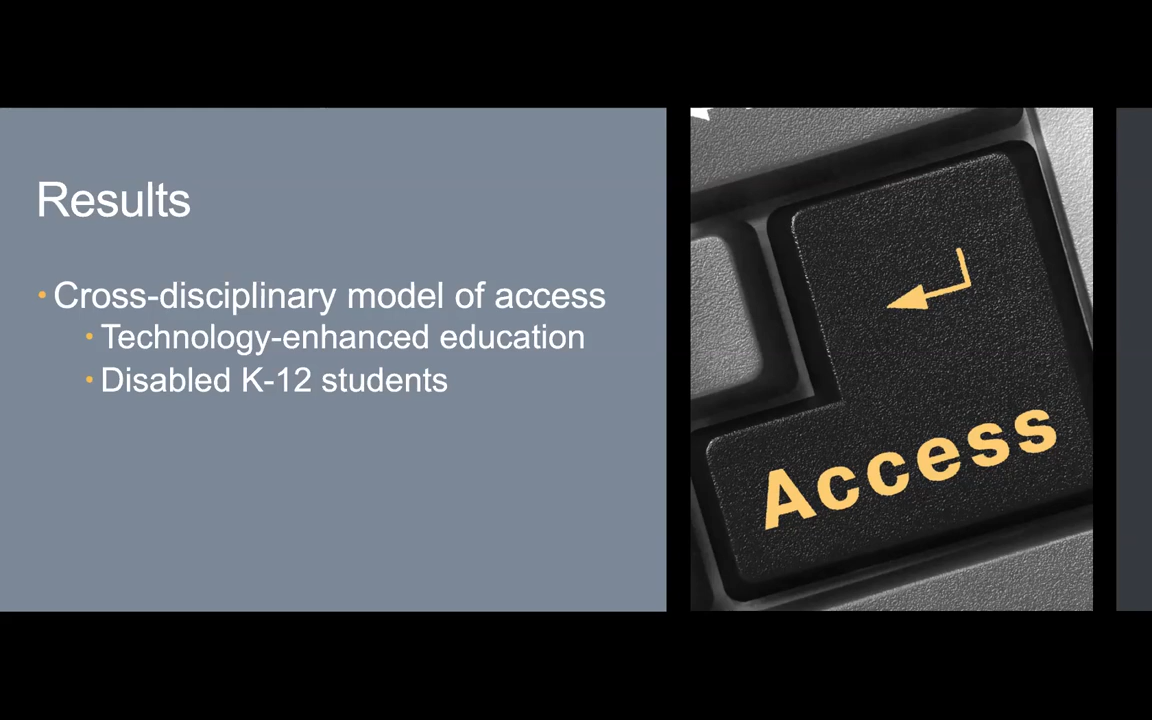 Results
• Cross-disciplinary model of access
• Technology-enhanced education
• Disabled K-12 students
Access